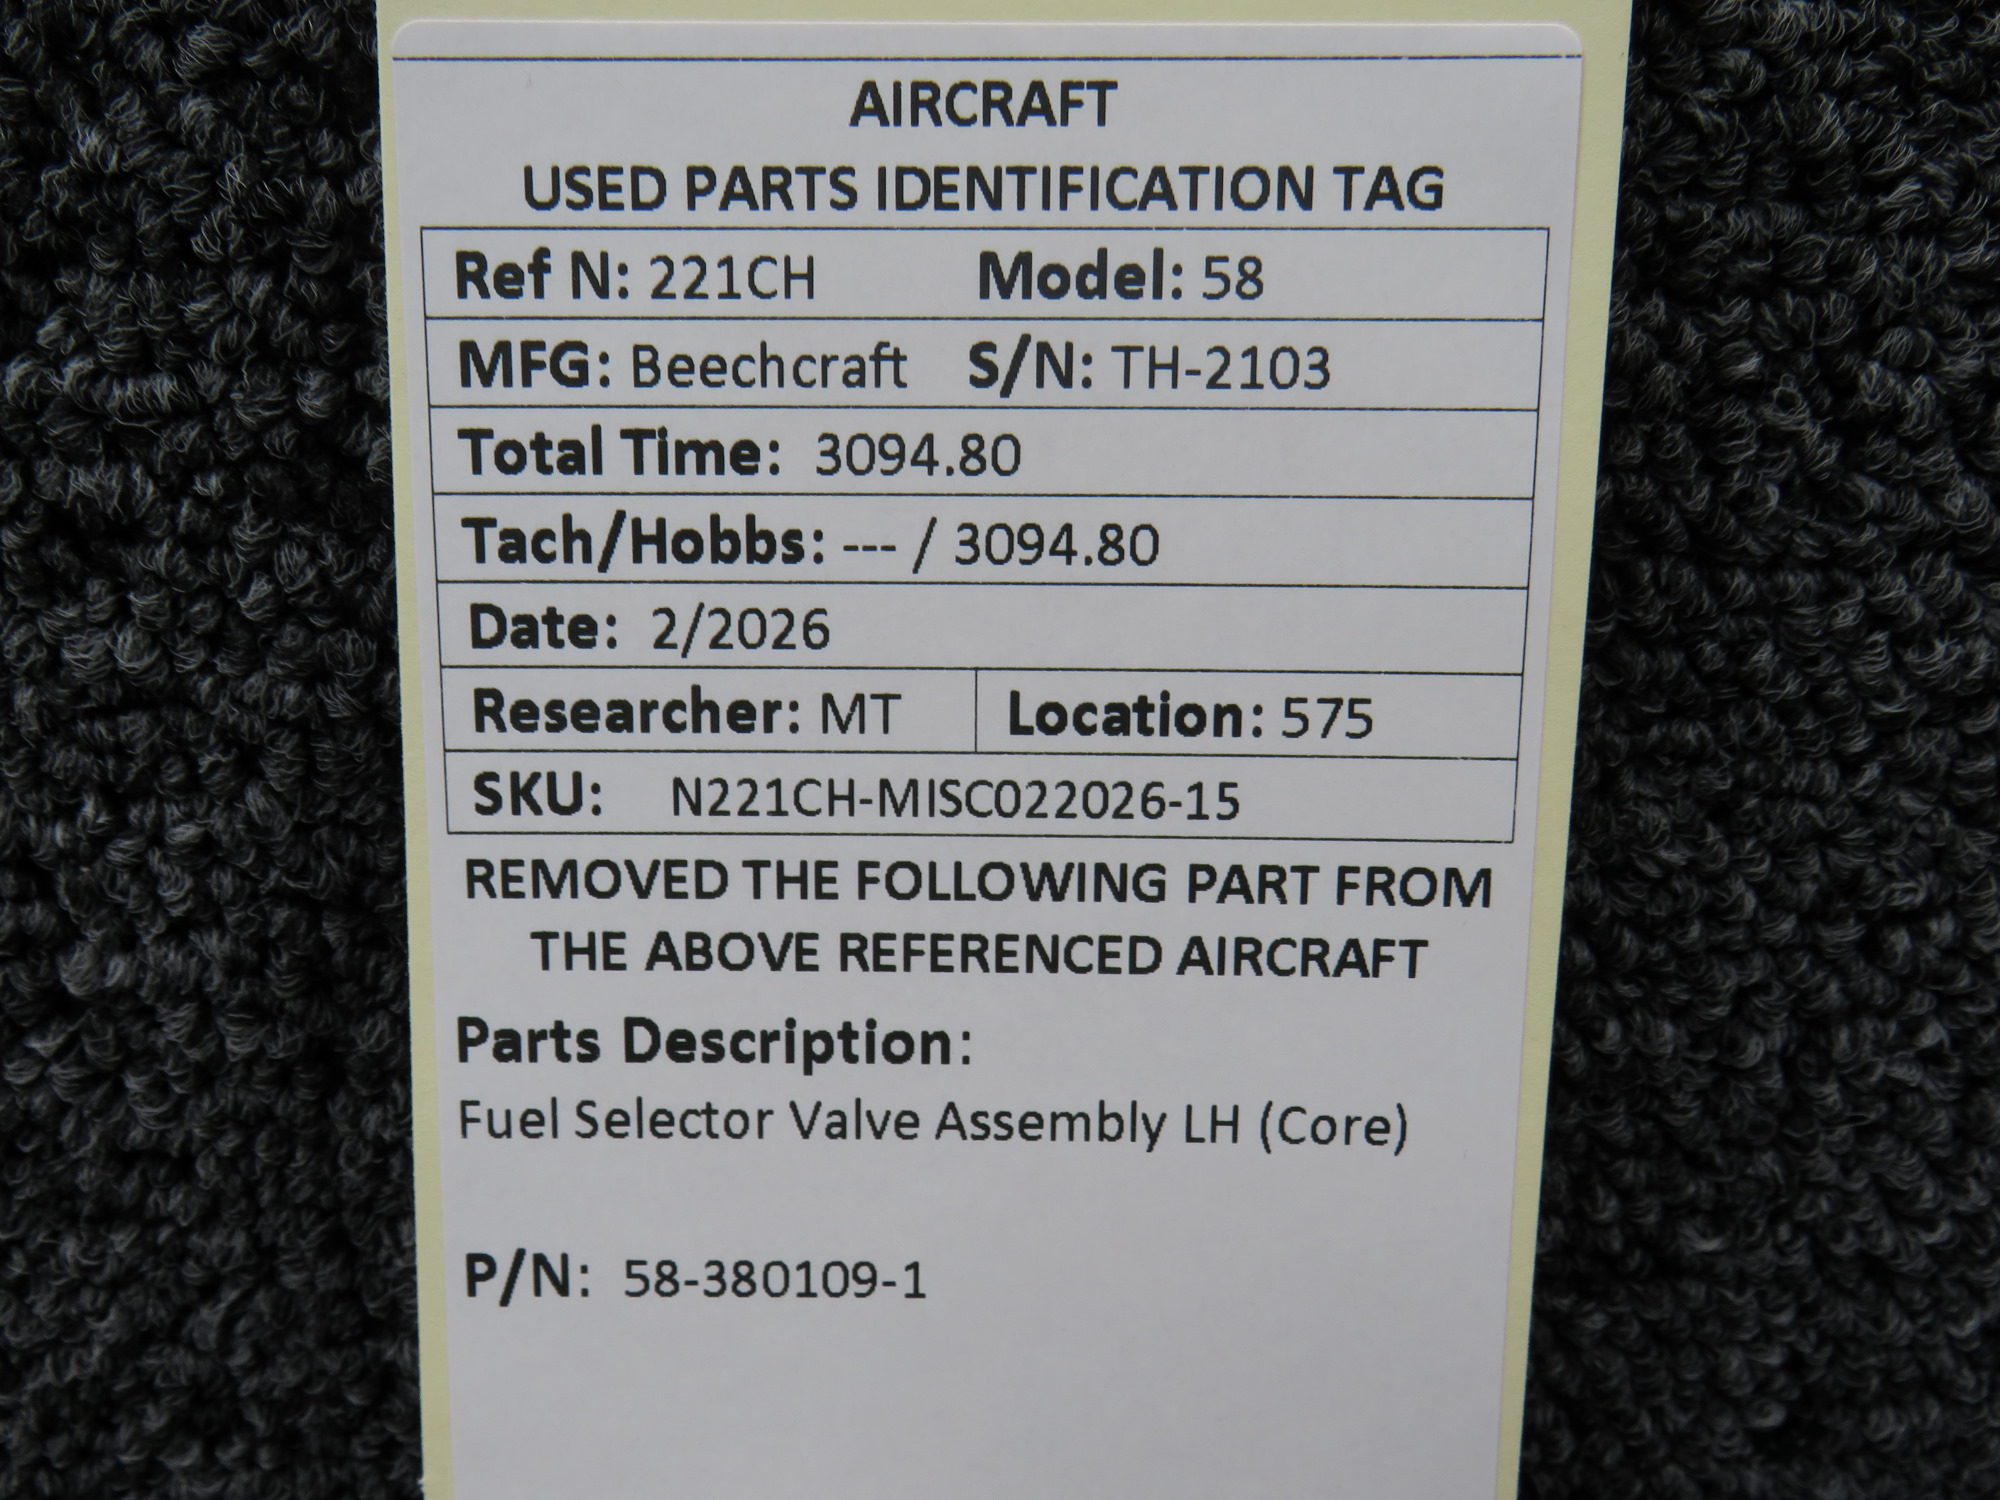 AIRCRAFT
USED PARTS IDENTIFICATION TAG
Ref N: 221CH Model: 58
MFG: Beechcraft S/N: TH-2103
Total Time: 3094.80
Tach/Hobbs: --- / 3094.80
Date: 2/2026
Researcher: MT Location: 575
SKU: N221CH-MISC022026-15
REMOVED THE FOLLOWING PART FROM
THE ABOVE REFERENCED AIRCRAFT
Parts Description:
Fuel Selector Valve Assembly LH (Core)
P/N: 58-380109-1